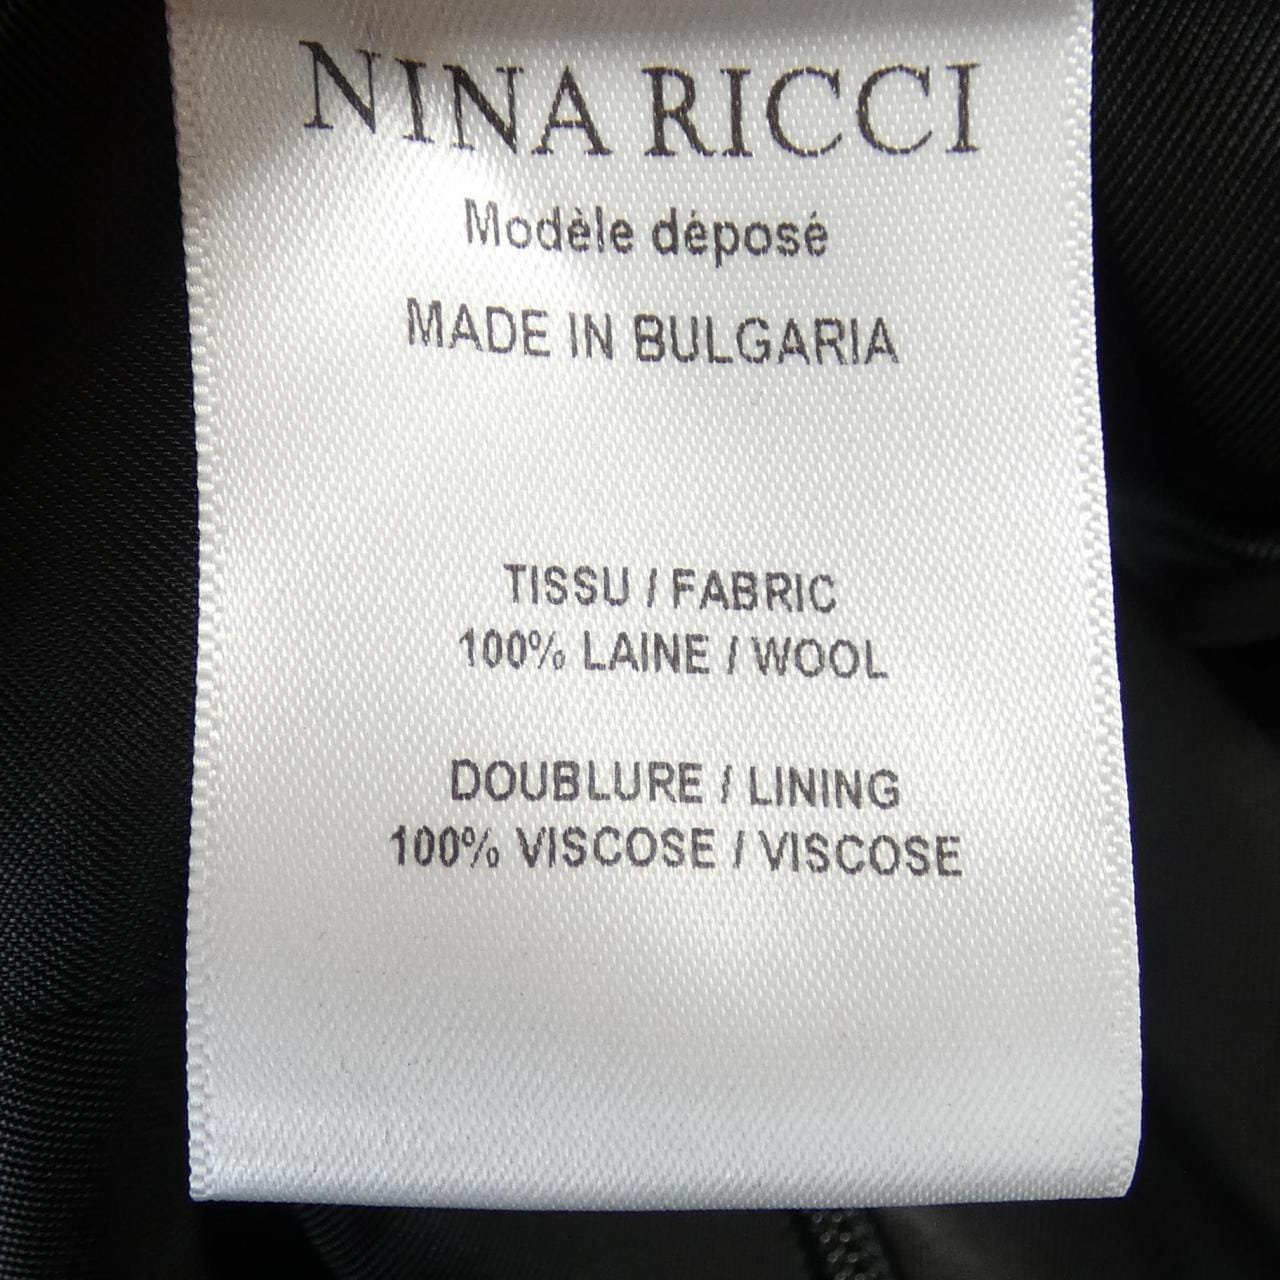 NINA RICCI
Modèle déposé
MADE IN BULGARIA
TISSU / FABRIC
100% LAINE / WOOL
DOUBLURE / LINING
100% VISCOSE / VISCOSE